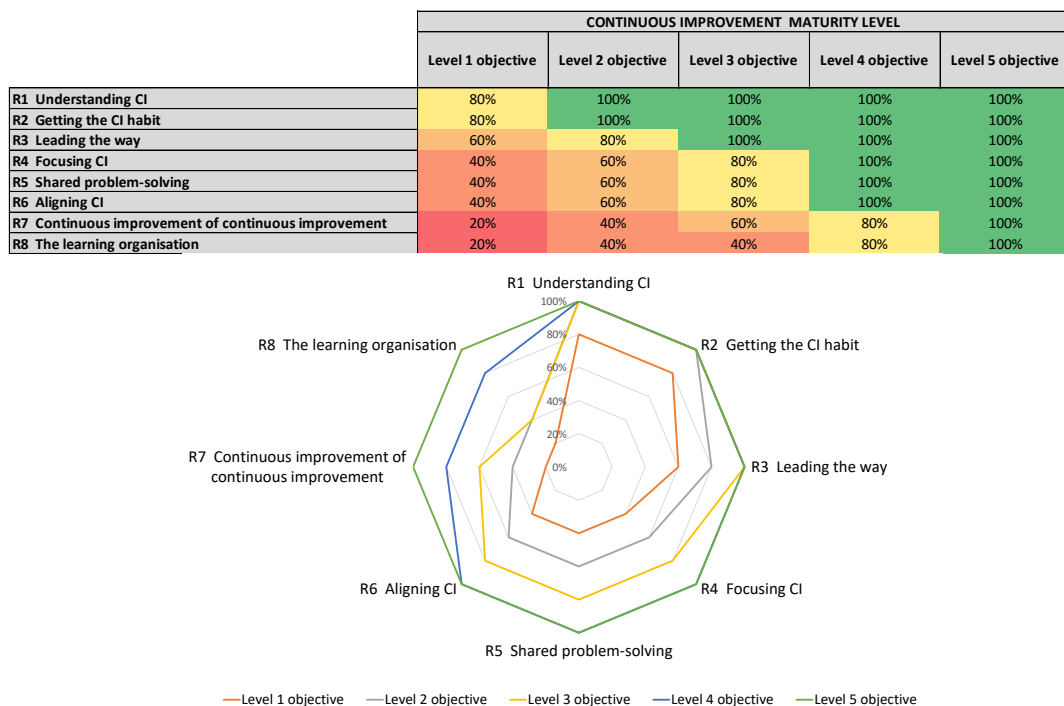 CONTINUOUS IMPROVEMENT MATURITY LEVEL
Level 1 objective Level 2 objective Level 3 objective Level 4 objective Level 5 objective
R1 Understanding CI 80% 100% 100% 100% 100%
R2 Getting the CI habit 80% 100% 100% 100% 100%
R3 Leading the way 60% 80% 100% 100% 100%
R4 Focusing CI 40% 60% 80% 100% 100%
R5 Shared problem-solving 40% 60% 80% 100% 100%
R6 Aligning CI 40% 60% 80% 100% 100%
R7 Continuous improvement of continuous improvement 20% 40% 60% 80% 100%
R8 The learning organisation 20% 40% 40% 80% 100%
R1 Understanding CI
100%
80%
60%
40%
20%
0%
R2 Getting the CI habit
R3 Leading the way
R4 Focusing CI
R5 Shared problem-solving
R6 Aligning CI
R7 Continuous improvement of
continuous improvement
R8 The learning organisation
Level 1 objective Level 2 objective Level 3 objective Level 4 objective Level 5 objective